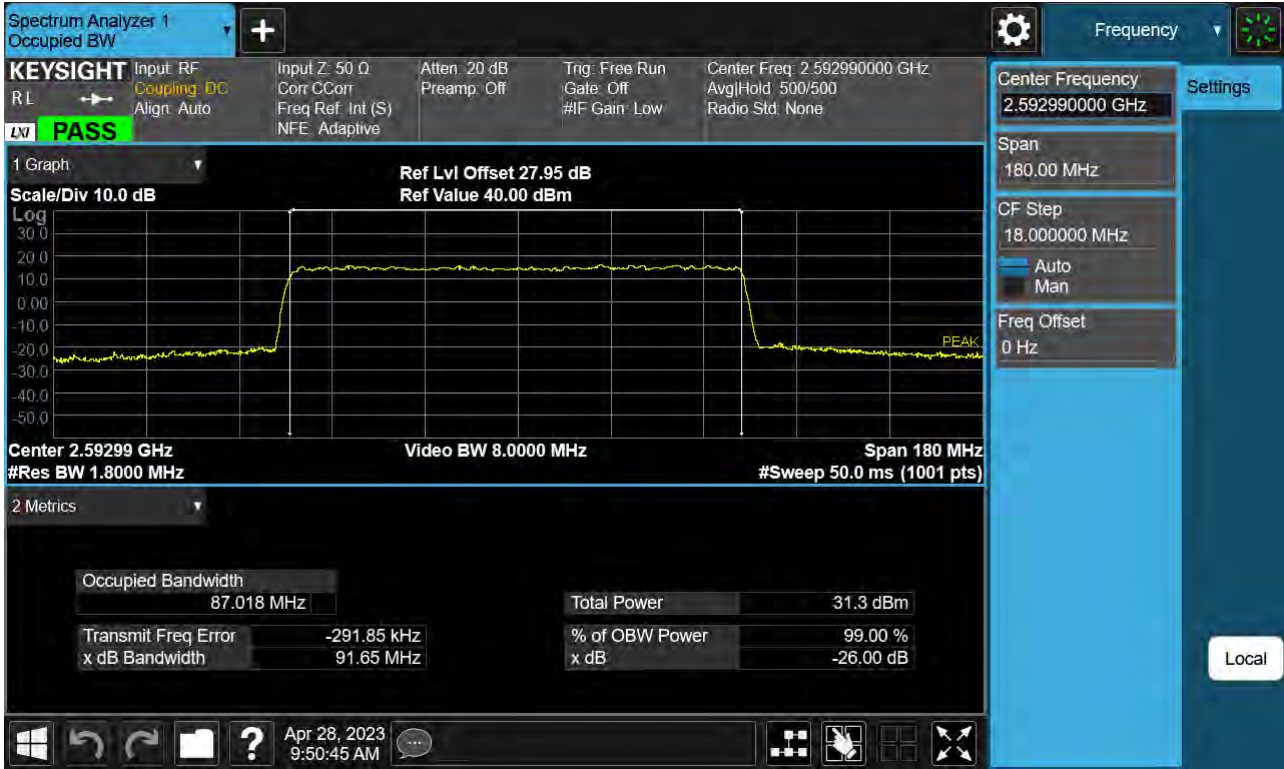 Spectrum Analyzer 1
Occupied BW
+
Frequency
KEYSIGHT
RL
LXI
PASS
Input: RF
Coupling: DC
Align: Auto
Input Z: 50 Ω
Corr CCorr
Freq Ref: Int (S)
NFE: Adaptive
Atten: 20 dB
Preamp: Off
Trig: Free Run
Gate: Off
#IF Gain: Low
Center Freq: 2.592990000 GHz
Avg|Hold: 500/500
Radio Std: None
Center Frequency
2.592990000 GHz
Settings
Span
180.00 MHz
CF Step
18.000000 MHz
Auto
Man
Freq Offset
0 Hz
1 Graph
Scale/Div 10.0 dB
Ref Lvl Offset 27.95 dB
Ref Value 40.00 dBm
Log
30.0
20.0
10.0
0.00
-10.0
-20.0
-30.0
-40.0
-50.0
PEAK
Center 2.59299 GHz
#Res BW 1.8000 MHz
Video BW 8.0000 MHz
Span 180 MHz
#Sweep 50.0 ms (1001 pts)
2 Metrics
Occupied Bandwidth
87.018 MHz
Total Power 31.3 dBm
Transmit Freq Error -291.85 kHz
% of OBW Power 99.00 %
x dB Bandwidth 91.65 MHz
x dB -26.00 dB
Local
?
Apr 28, 2023
9:50:45 AM